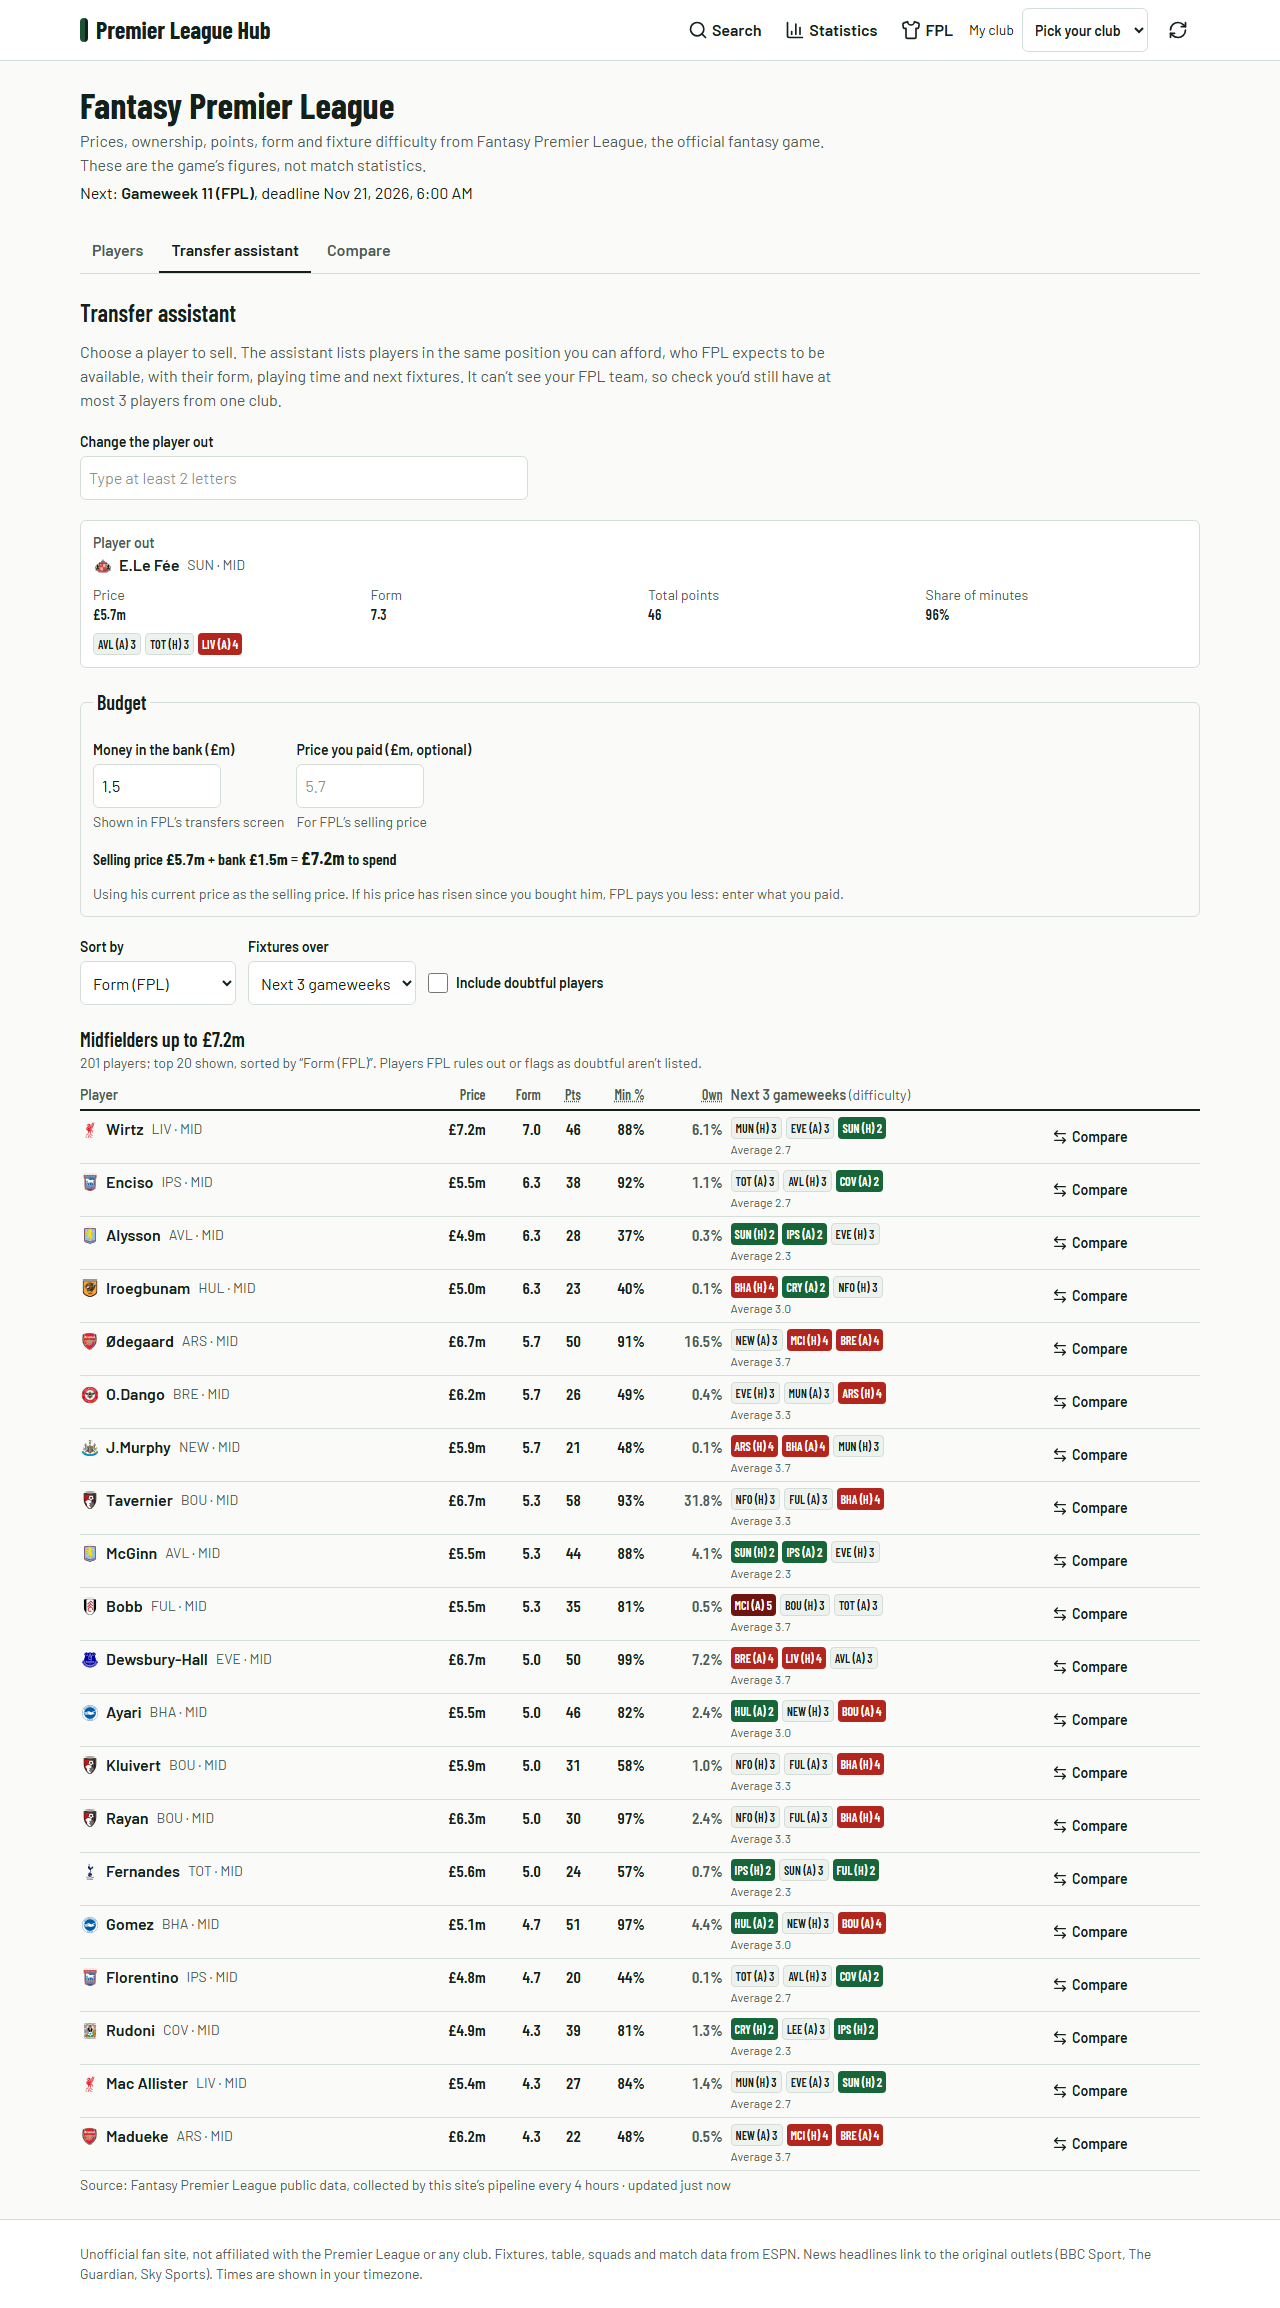 Premier League Hub
Search Statistics FPL My club Pick your club
Fantasy Premier League
Prices, ownership, points, form and fixture difficulty from Fantasy Premier League, the official fantasy game.
These are the game's figures, not match statistics.
Next: Gameweek 11 (FPL), deadline Nov 21, 2026, 6:00 AM
Players Transfer assistant Compare
Transfer assistant
Choose a player to sell. The assistant lists players in the same position you can afford, who FPL expects to be
available, with their form, playing time and next fixtures. It can't see your FPL team, so check you'd still have at
most 3 players from one club.
Change the player out
Type at least 2 letters
Player out
E.Le Fée SUN · MID
Price Form Total points Share of minutes
£5.7m 7.3 46 96%
AVL (A) 3 TOT (H) 3 LIV (A) 4
Budget
Money in the bank (£m) Price you paid (£m, optional)
1.5 5.7
Shown in FPL's transfers screen For FPL's selling price
Selling price £5.7m + bank £1.5m = £7.2m to spend
Using his current price as the selling price. If his price has risen since you bought him, FPL pays you less: enter what you paid.
Sort by Fixtures over
Form (FPL) Next 3 gameweeks Include doubtful players
Midfielders up to £7.2m
201 players; top 20 shown, sorted by “Form (FPL)”. Players FPL rules out or flags as doubtful aren't listed.
Player Price Form Pts Min % Own Next 3 gameweeks (difficulty)
Wirtz LIV · MID £7.2m 7.0 46 88% 6.1% MUN (H) 3 EVE (A) 3 SUN (H) 2 Compare
Average 2.7
Enciso IPS · MID £5.5m 6.3 38 92% 1.1% TOT (A) 3 AVL (H) 3 COV (A) 2 Compare
Average 2.7
Alysson AVL · MID £4.9m 6.3 28 37% 0.3% SUN (H) 2 IPS (A) 2 EVE (H) 3 Compare
Average 2.3
Iroegbunam HUL · MID £5.0m 6.3 23 40% 0.1% BHA (H) 4 CRY (A) 2 NFO (H) 3 Compare
Average 3.0
Ødegaard ARS · MID £6.7m 5.7 50 91% 16.5% NEW (A) 3 MCI (H) 4 BRE (A) 4 Compare
Average 3.7
O.Dango BRE · MID £6.2m 5.7 26 49% 0.4% EVE (H) 3 MUN (A) 3 ARS (H) 4 Compare
Average 3.3
J.Murphy NEW · MID £5.9m 5.7 21 48% 0.1% ARS (H) 4 BHA (A) 4 MUN (H) 3 Compare
Average 3.7
Tavernier BOU · MID £6.7m 5.3 58 93% 31.8% NFO (H) 3 FUL (A) 3 BHA (H) 4 Compare
Average 3.3
McGinn AVL · MID £5.5m 5.3 44 88% 4.1% SUN (H) 2 IPS (A) 2 EVE (H) 3 Compare
Average 2.3
Bobb FUL · MID £5.5m 5.3 35 81% 0.5% MCI (A) 5 BOU (H) 3 TOT (A) 3 Compare
Average 3.7
Dewsbury-Hall EVE · MID £6.7m 5.0 50 99% 7.2% BRE (A) 4 LIV (H) 4 AVL (A) 3 Compare
Average 3.7
Ayari BHA · MID £5.5m 5.0 46 82% 2.4% HUL (A) 2 NEW (H) 3 BOU (A) 4 Compare
Average 3.0
Kluivert BOU · MID £5.9m 5.0 31 58% 1.0% NFO (H) 3 FUL (A) 3 BHA (H) 4 Compare
Average 3.3
Rayan BOU · MID £6.3m 5.0 30 97% 2.4% NFO (H) 3 FUL (A) 3 BHA (H) 4 Compare
Average 3.3
Fernandes TOT · MID £5.6m 5.0 24 57% 0.7% IPS (H) 2 SUN (A) 3 FUL (H) 2 Compare
Average 2.3
Gomez BHA · MID £5.1m 4.7 51 97% 4.4% HUL (A) 2 NEW (H) 3 BOU (A) 4 Compare
Average 3.0
Florentino IPS · MID £4.8m 4.7 20 44% 0.1% TOT (A) 3 AVL (H) 3 COV (A) 2 Compare
Average 2.7
Rudoni COV · MID £4.9m 4.3 39 81% 1.3% CRY (H) 2 LEE (A) 3 IPS (H) 2 Compare
Average 2.3
Mac Allister LIV · MID £5.4m 4.3 27 84% 1.4% MUN (H) 3 EVE (A) 3 SUN (H) 2 Compare
Average 2.7
Madueke ARS · MID £6.2m 4.3 22 48% 0.5% NEW (A) 3 MCI (H) 4 BRE (A) 4 Compare
Average 3.7
Source: Fantasy Premier League public data, collected by this site's pipeline every 4 hours · updated just now
Unofficial fan site, not affiliated with the Premier League or any club. Fixtures, table, squads and match data from ESPN. News headlines link to the original outlets (BBC Sport, The
Guardian, Sky Sports). Times are shown in your timezone.